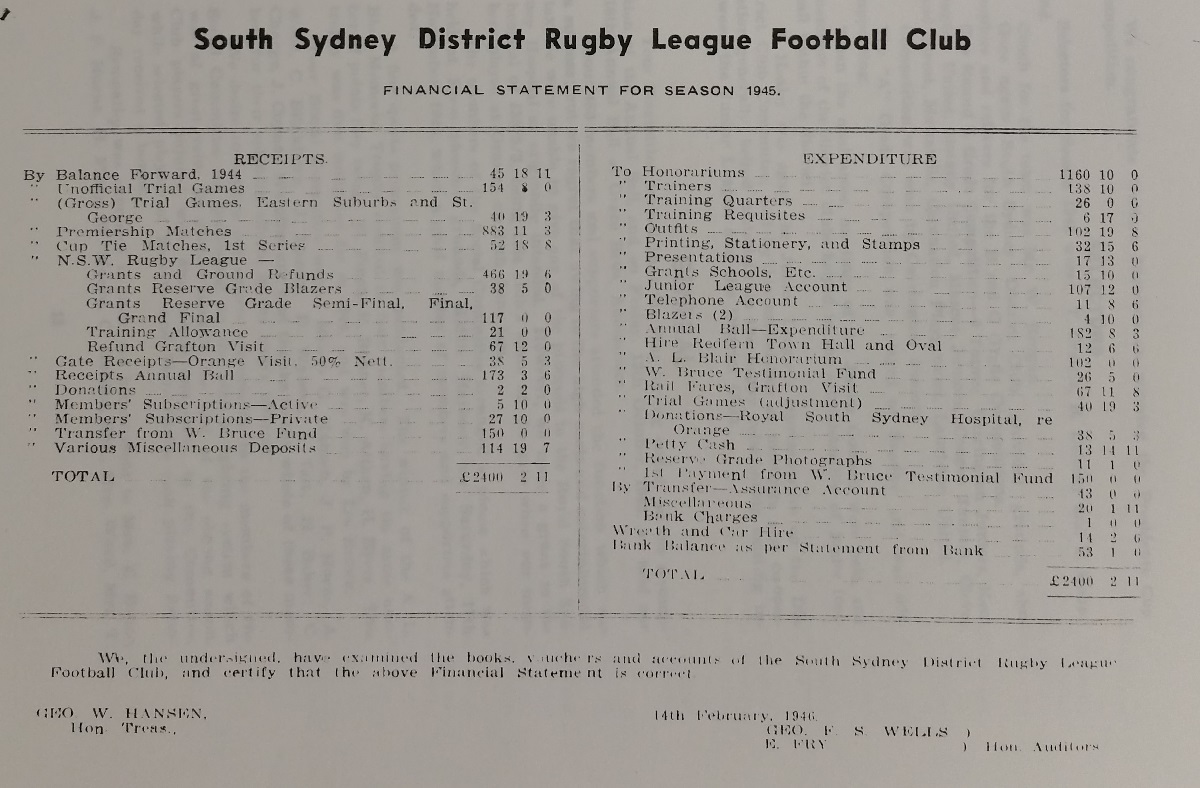 South Sydney District Rugby League Football Club
FINANCIAL STATEMENT FOR SEASON 1945.
RECEIPTS.
By Balance Forward, 1944 45 18 11
" Unofficial Trial Games 154 8 0
" (Gross) Trial Games, Eastern Suburbs and St.
George 40 19 3
" Premiership Matches 883 11 3
" Cup Tie Matches, 1st Series 52 18 8
" N.S.W. Rugby League —
Grants and Ground Refunds 466 19 6
Grants Reserve Grade Blazers 38 5 0
Grants Reserve Grade Semi-Final, Final,
Grand Final 117 0 0
Training Allowance 21 0 0
Refund Grafton Visit 67 12 0
" Gate Receipts—Orange Visit, 50% Nett. 38 5 3
" Receipts Annual Ball 173 3 6
" Donations 2 2 0
" Members' Subscriptions—Active 5 10 0
" Members' Subscriptions—Private 27 10 0
" Transfer from W. Bruce Fund 150 0 0
" Various Miscellaneous Deposits 114 19 7
TOTAL £2400 2 11
EXPENDITURE
To Honorariums 1160 10 0
" Trainers 138 10 0
" Training Quarters 26 0 0
" Training Requisites 6 17 0
" Outfits 102 19 8
" Printing, Stationery, and Stamps 32 15 6
" Presentations 17 13 0
" Grants Schools, Etc. 15 10 0
" Junior League Account 107 12 0
" Telephone Account 11 8 6
" Blazers (2) 4 10 0
" Annual Ball—Expenditure 182 8 3
" Hire Redfern Town Hall and Oval 12 6 6
" A. L. Blair Honorarium 102 0 0
" W. Bruce Testimonial Fund 26 5 0
" Rail Fares, Grafton Visit 67 11 8
" Trial Games (adjustment) 40 19 3
" Donations—Royal South Sydney Hospital, re
Orange 38 5 3
" Petty Cash 13 14 11
" Reserve Grade Photographs 11 1 0
" 1st Payment from W. Bruce Testimonial Fund 150 0 0
By Transfer—Assurance Account 43 0 0
Miscellaneous 20 1 11
Bank Charges 1 0 0
Wreath and Car Hire 14 2 6
Bank Balance as per Statement from Bank 53 1 0
TOTAL £2400 2 11
We, the undersigned, have examined the books, vouchers and accounts of the South Sydney District Rugby League
Football Club, and certify that the above Financial Statement is correct.
GEO. W. HANSEN,
Hon. Treas.,
14th February, 1946.
GEO. F. S. WELLS )
E. FRY ) Hon. Auditors